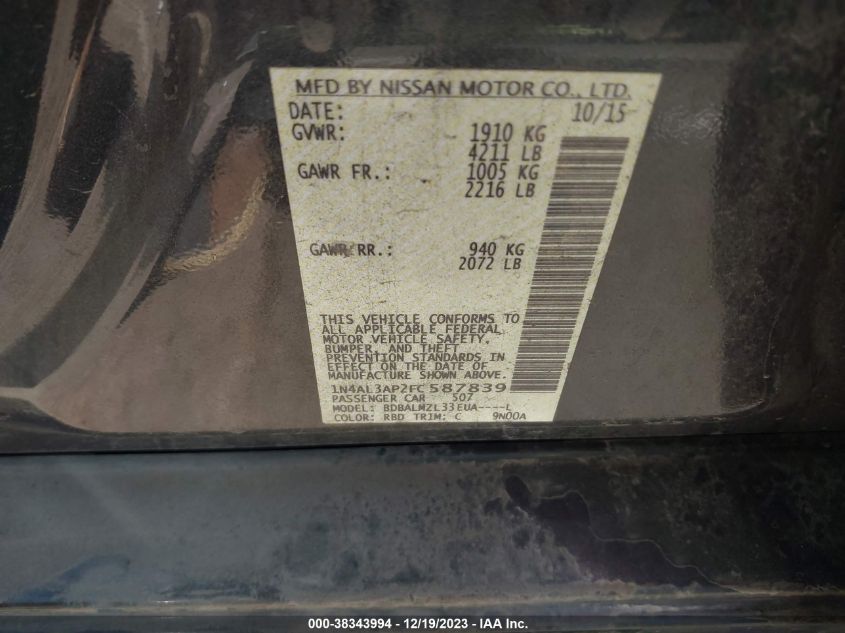 MFD BY NISSAN MOTOR CO., LTD.
DATE: 10/15
GVWR: 1910 KG
4211 LB
GAWR FR.: 1005 KG
2216 LB
GAWR RR.: 940 KG
2072 LB
THIS VEHICLE CONFORMS TO
ALL APPLICABLE FEDERAL
MOTOR VEHICLE SAFETY,
BUMPER, AND THEFT
PREVENTION STANDARDS IN
EFFECT ON THE DATE OF
MANUFACTURE SHOWN ABOVE.
1N4AL3AP2FC587839
PASSENGER CAR 507
MODEL: BDBALMZL33EUA----L
COLOR: RBD TRIM: C 9N00A
000-38343994 - 12/19/2023 - IAA Inc.